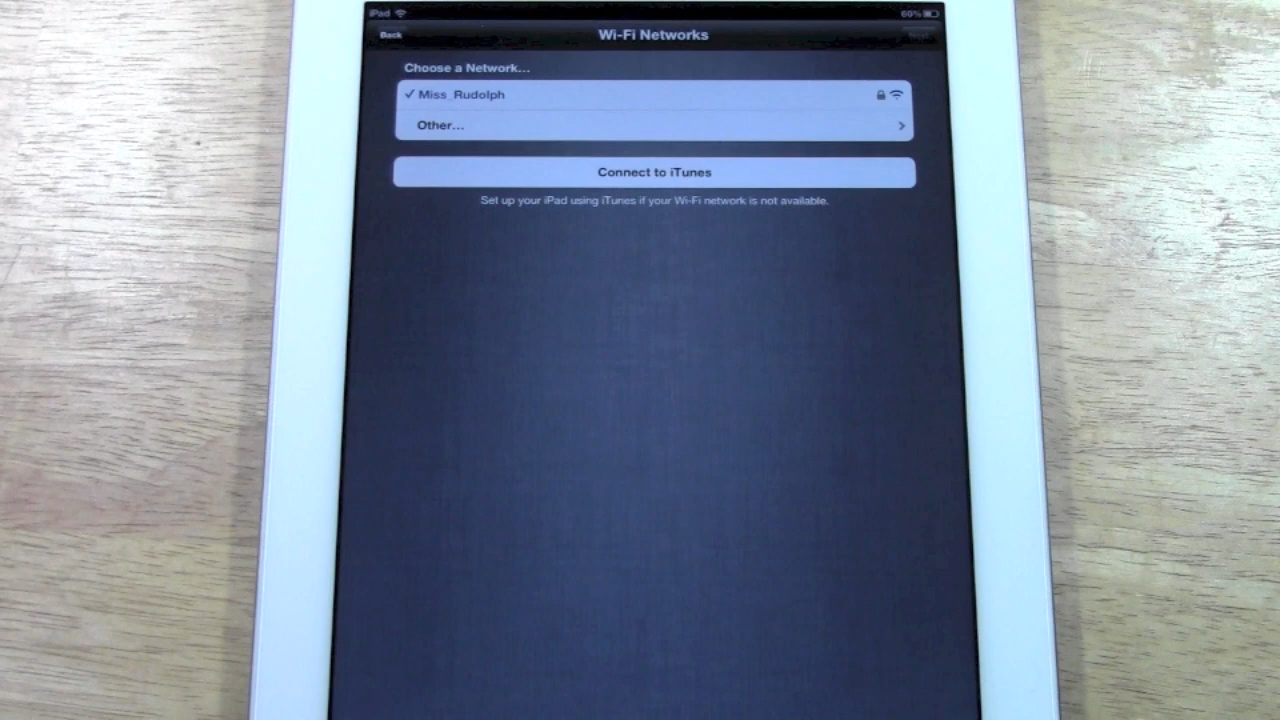 iPad 60%
Back Wi-Fi Networks Next
Choose a Network...
Miss_Rudolph
Other...
Connect to iTunes
Set up your iPad using iTunes if your Wi-Fi network is not available.